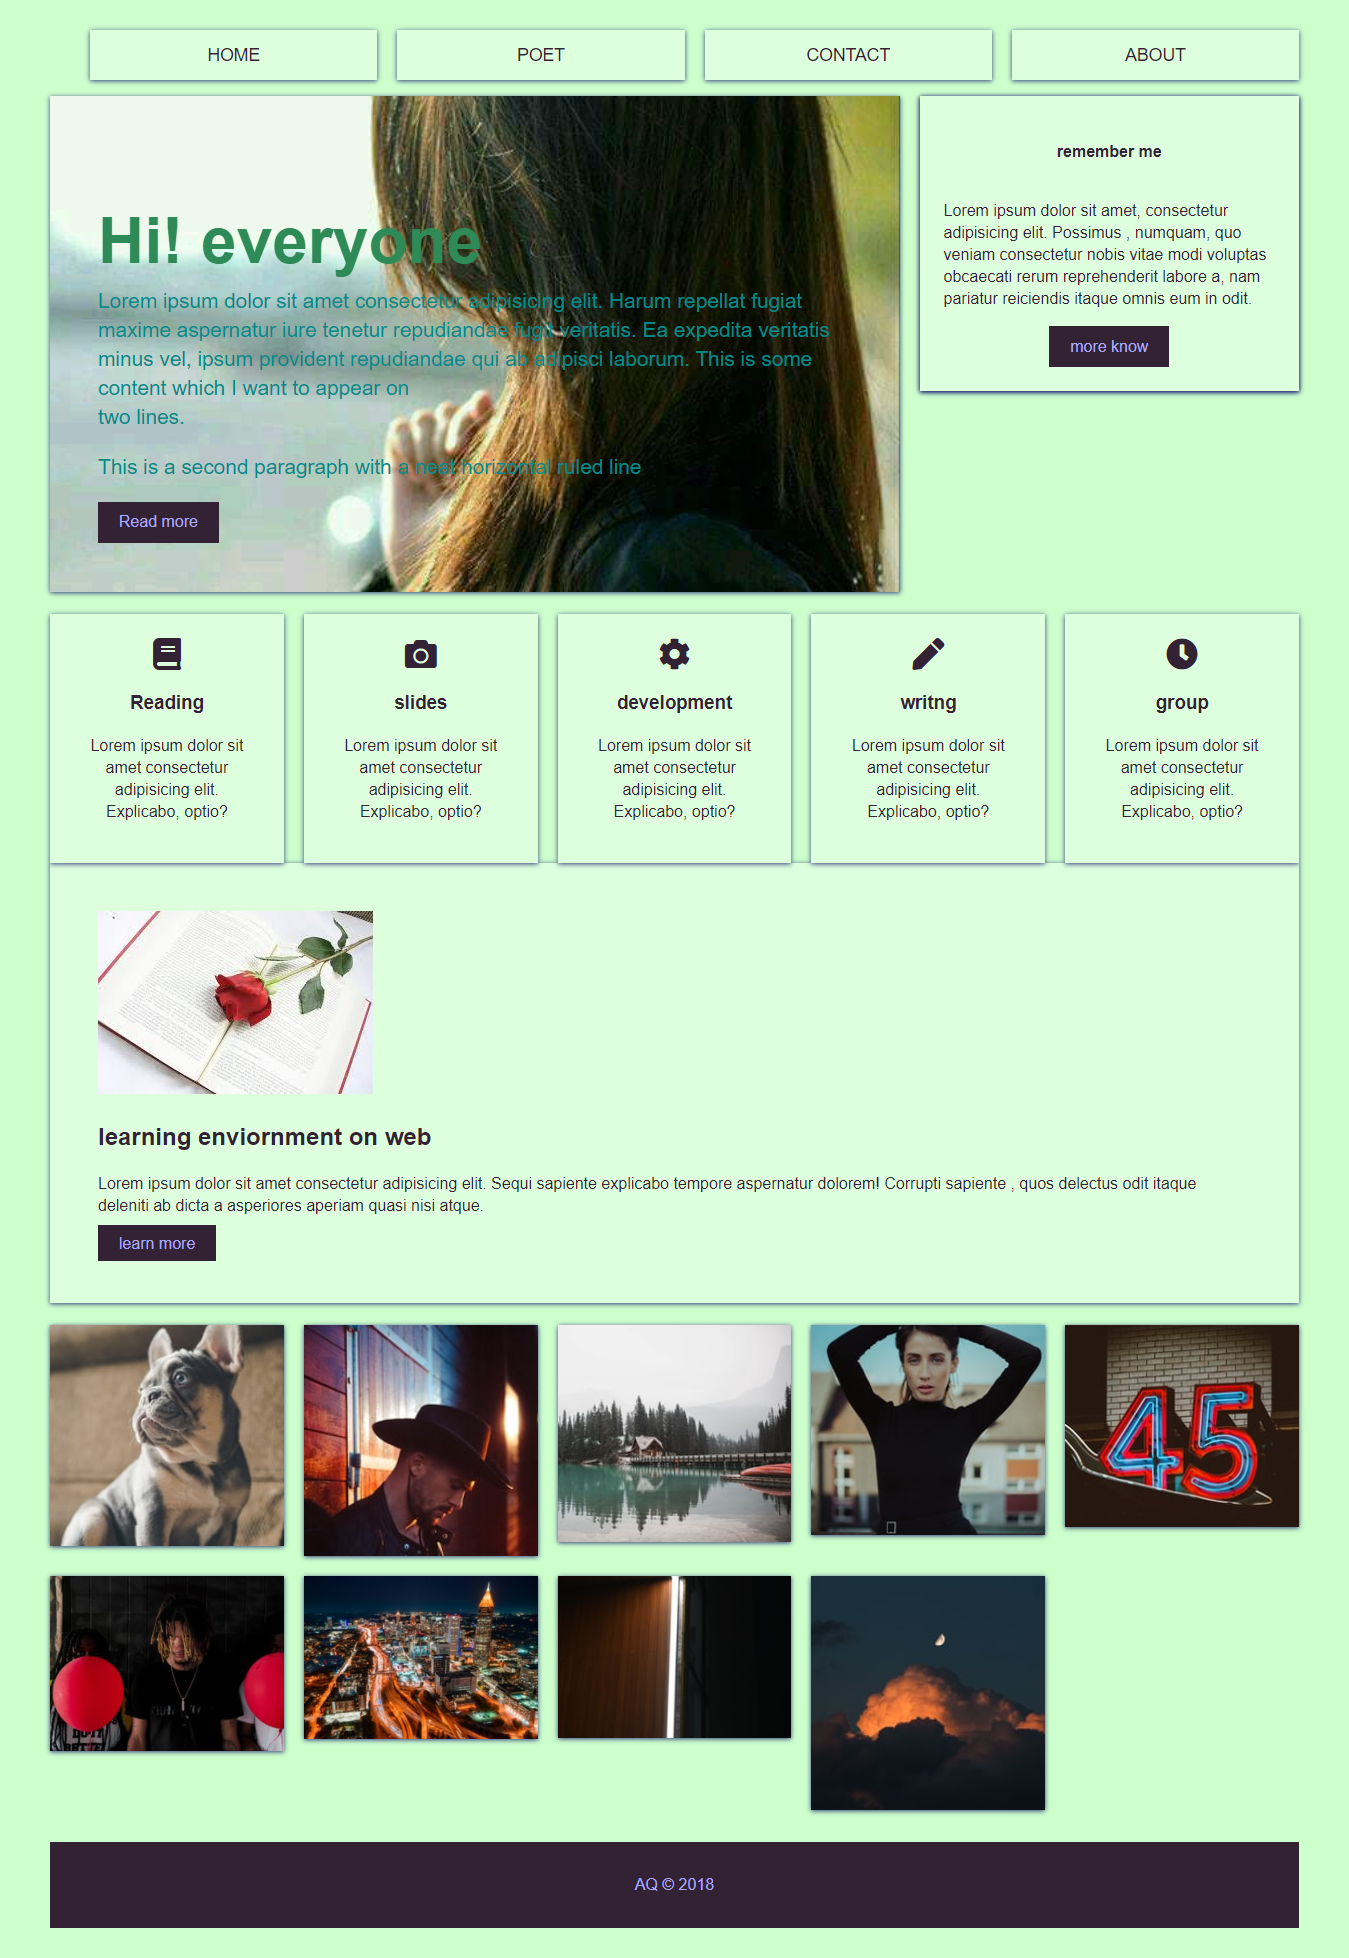 HOME
POET
CONTACT
ABOUT
Hi! everyone
Lorem ipsum dolor sit amet consectetur adipisicing elit. Harum repellat fugiat
maxime aspernatur iure tenetur repudiandae fugit veritatis. Ea expedita veritatis
minus vel, ipsum provident repudiandae qui ab adipisci laborum. This is some
content which I want to appear on
two lines.
This is a second paragraph with a neet horizontal ruled line
Read more
remember me
Lorem ipsum dolor sit amet, consectetur
adipisicing elit. Possimus , numquam, quo
veniam consectetur nobis vitae modi voluptas
obcaecati rerum reprehenderit labore a, nam
pariatur reiciendis itaque omnis eum in odit.
more know
Reading
Lorem ipsum dolor sit
amet consectetur
adipisicing elit.
Explicabo, optio?
slides
Lorem ipsum dolor sit
amet consectetur
adipisicing elit.
Explicabo, optio?
development
Lorem ipsum dolor sit
amet consectetur
adipisicing elit.
Explicabo, optio?
writng
Lorem ipsum dolor sit
amet consectetur
adipisicing elit.
Explicabo, optio?
group
Lorem ipsum dolor sit
amet consectetur
adipisicing elit.
Explicabo, optio?
learning enviornment on web
Lorem ipsum dolor sit amet consectetur adipisicing elit. Sequi sapiente explicabo tempore aspernatur dolorem! Corrupti sapiente , quos delectus odit itaque
deleniti ab dicta a asperiores aperiam quasi nisi atque.
learn more
45
AQ © 2018